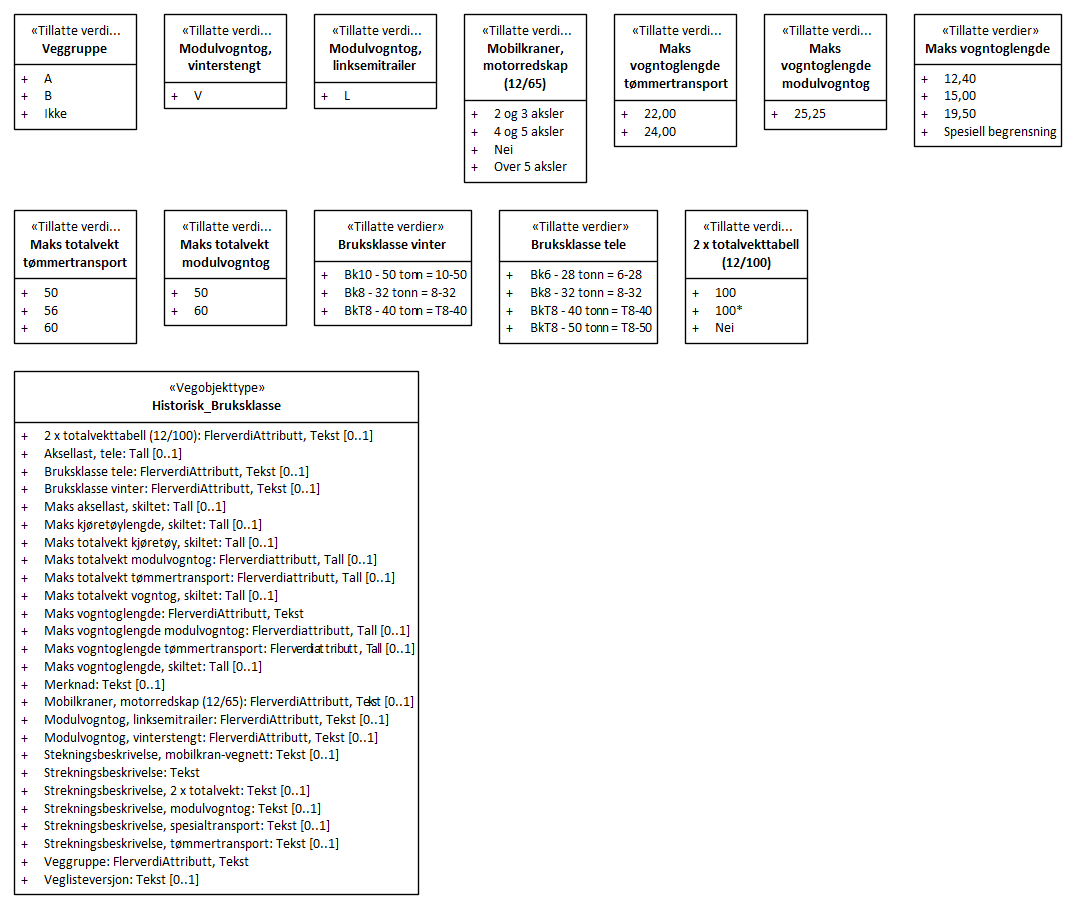 «Tillatte verdi...
Veggruppe
+ A
+ B
+ Ikke
«Tillatte verdi...
Modulvogntog,
vinterstengt
+ V
«Tillatte verdi...
Modulvogntog,
linksemitrailer
+ L
«Tillatte verdi...
Mobilkraner,
motorredskap
(12/65)
+ 2 og 3 aksler
+ 4 og 5 aksler
+ Nei
+ Over 5 aksler
«Tillatte verdi...
Maks
vogntoglengde
tømmertransport
+ 22,00
+ 24,00
«Tillatte verdi...
Maks
vogntoglengde
modulvogntog
+ 25,25
«Tillatte verdier»
Maks vogntoglengde
+ 12,40
+ 15,00
+ 19,50
+ Spesiell begrensning
«Tillatte verdi...
Maks totalvekt
tømmertransport
+ 50
+ 56
+ 60
«Tillatte verdi...
Maks totalvekt
modulvogntog
+ 50
+ 60
«Tillatte verdier»
Bruksklasse vinter
+ Bk10 - 50 tonn = 10-50
+ Bk8 - 32 tonn = 8-32
+ BkT8 - 40 tonn = T8-40
«Tillatte verdier»
Bruksklasse tele
+ Bk6 - 28 tonn = 6-28
+ Bk8 - 32 tonn = 8-32
+ BkT8 - 40 tonn = T8-40
+ BkT8 - 50 tonn = T8-50
«Tillatte verdi...
2 x totalvekttabell
(12/100)
+ 100
+ 100*
+ Nei
«Vegobjekttype»
Historisk_Bruksklasse
+ 2 x totalvekttabell (12/100): FlerverdiAttributt, Tekst [0..1]
+ Aksellast, tele: Tall [0..1]
+ Bruksklasse tele: FlerverdiAttributt, Tekst [0..1]
+ Bruksklasse vinter: FlerverdiAttributt, Tekst [0..1]
+ Maks aksellast, skiltet: Tall [0..1]
+ Maks kjøretøylengde, skiltet: Tall [0..1]
+ Maks totalvekt kjøretøy, skiltet: Tall [0..1]
+ Maks totalvekt modulvogntog: Flerverdiattributt, Tall [0..1]
+ Maks totalvekt tømmertransport: Flerverdiattributt, Tall [0..1]
+ Maks totalvekt vogntog, skiltet: Tall [0..1]
+ Maks vogntoglengde: FlerverdiAttributt, Tekst
+ Maks vogntoglengde modulvogntog: Flerverdiattributt, Tall [0..1]
+ Maks vogntoglengde tømmertransport: Flerverdiattributt, Tall [0..1]
+ Maks vogntoglengde, skiltet: Tall [0..1]
+ Merknad: Tekst [0..1]
+ Mobilkraner, motorredskap (12/65): FlerverdiAttributt, Tekst [0..1]
+ Modulvogntog, linksemitrailer: FlerverdiAttributt, Tekst [0..1]
+ Modulvogntog, vinterstengt: FlerverdiAttributt, Tekst [0..1]
+ Stekningsbeskrivelse, mobilkran-vegnett: Tekst [0..1]
+ Strekningsbeskrivelse: Tekst
+ Strekningsbeskrivelse, 2 x totalvekt: Tekst [0..1]
+ Strekningsbeskrivelse, modulvogntog: Tekst [0..1]
+ Strekningsbeskrivelse, spesialtransport: Tekst [0..1]
+ Strekningsbeskrivelse, tømmertransport: Tekst [0..1]
+ Veggruppe: FlerverdiAttributt, Tekst
+ Veglisteversjon: Tekst [0..1]